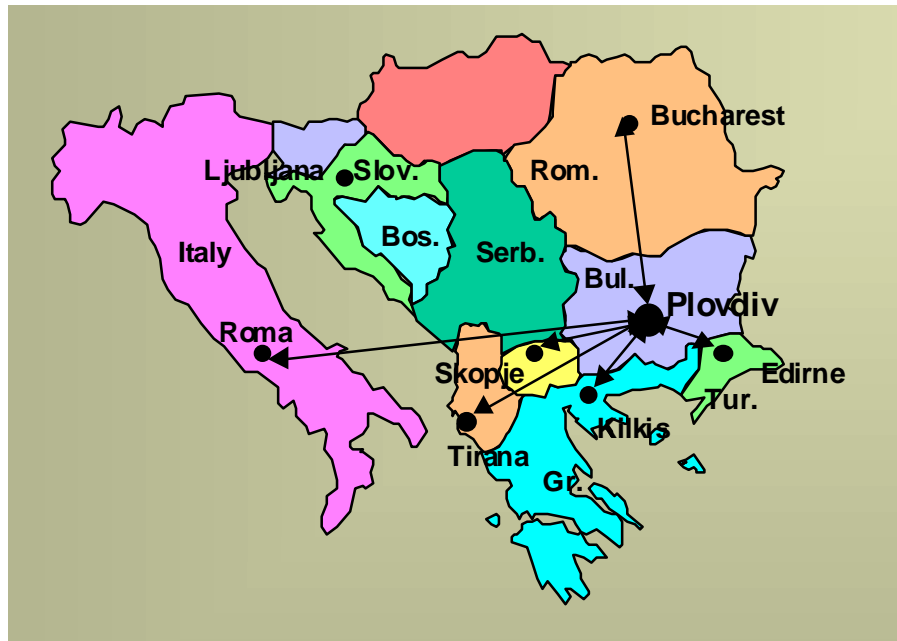 Bucharest
Ljubljana Slov.
Rom.
Bos.
Italy
Serb.
Bul.
Plovdiv
Roma
Skopje
Edirne
Tur.
Kilkis
Tirana
Gr.